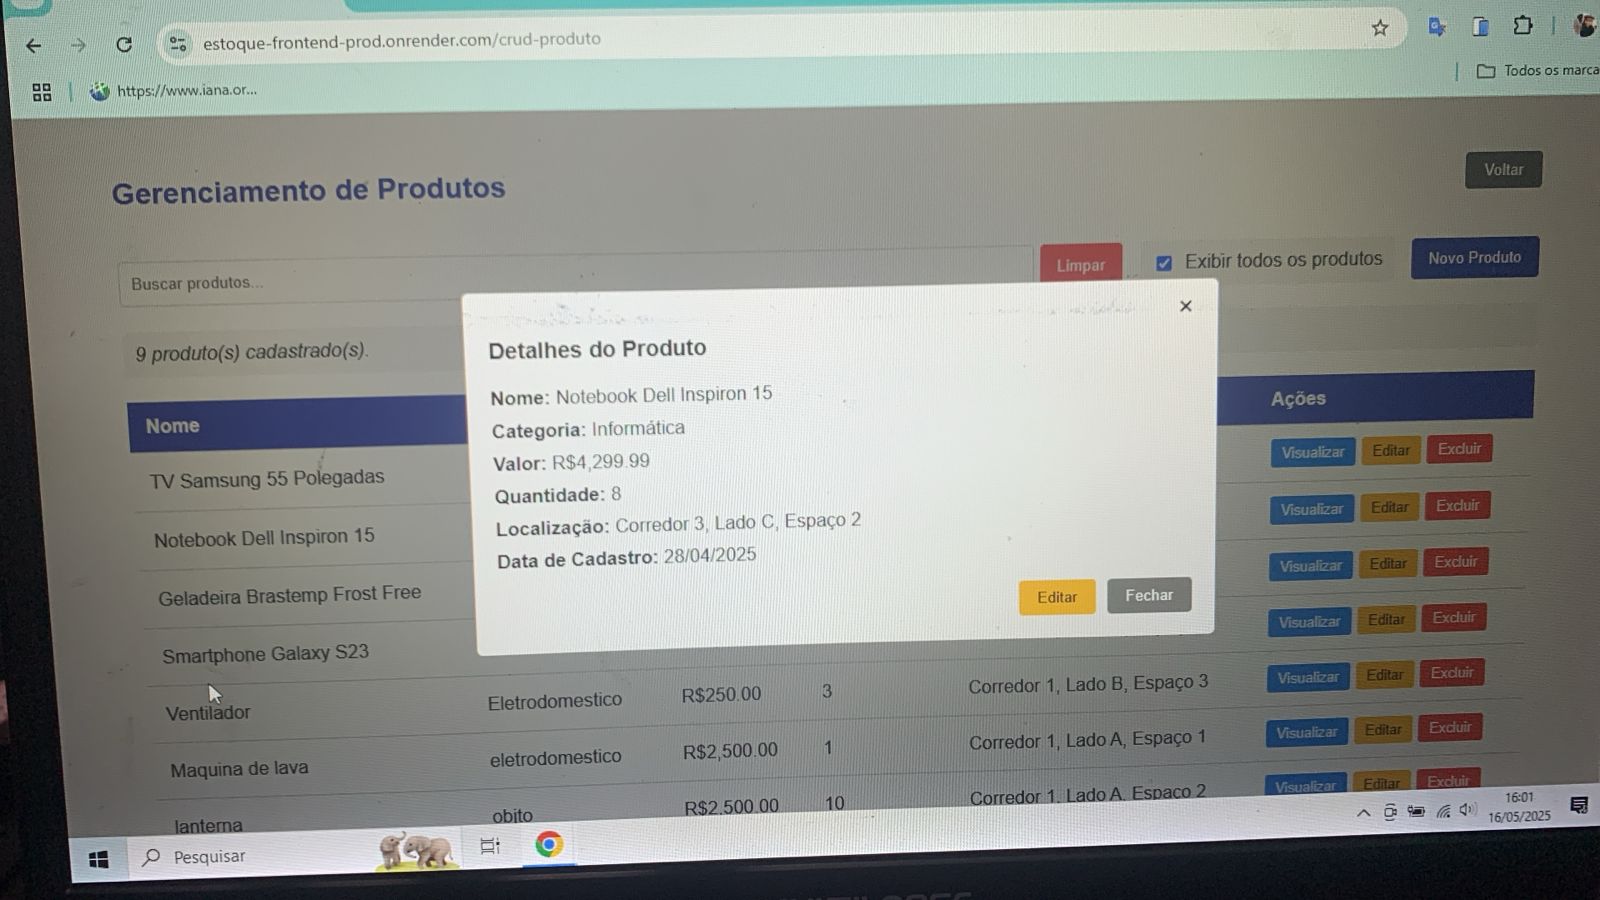 estoque-frontend-prod.onrender.com/crud-produto
Todos os marca
https://www.iana.or...
Voltar
Gerenciamento de Produtos
Buscar produtos...
Limpar
Exibir todos os produtos
Novo Produto
9 produto(s) cadastrado(s).
Detalhes do Produto
Nome: Notebook Dell Inspiron 15
Categoria: Informática
Valor: R$4,299.99
Quantidade: 8
Localização: Corredor 3, Lado C, Espaço 2
Data de Cadastro: 28/04/2025
Editar Fechar
Nome Ações
TV Samsung 55 Polegadas Visualizar Editar Excluir
Notebook Dell Inspiron 15 Visualizar Editar Excluir
Geladeira Brastemp Frost Free Visualizar Editar Excluir
Smartphone Galaxy S23 Visualizar Editar Excluir
Ventilador Eletrodomestico R$250.00 3 Corredor 1, Lado B, Espaço 3 Visualizar Editar Excluir
Maquina de lava eletrodomestico R$2,500.00 1 Corredor 1, Lado A, Espaço 1 Visualizar Editar Excluir
lanterna obito R$2,500.00 10 Corredor 1, Lado A, Espaço 2 Visualizar Editar Excluir
Pesquisar
16:01
16/05/2025